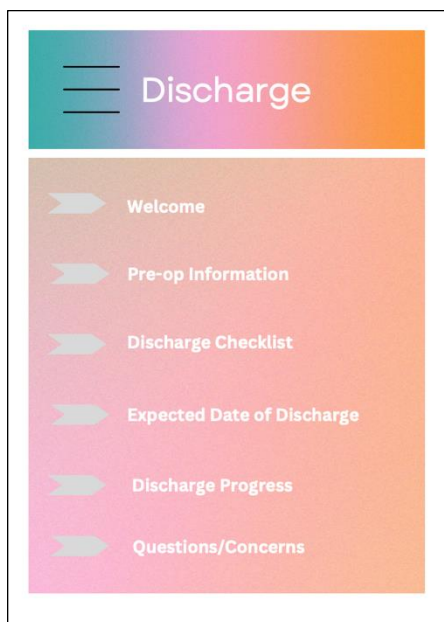 Discharge
Welcome
Pre-op Information
Discharge Checklist
Expected Date of Discharge
Discharge Progress
Questions/Concerns